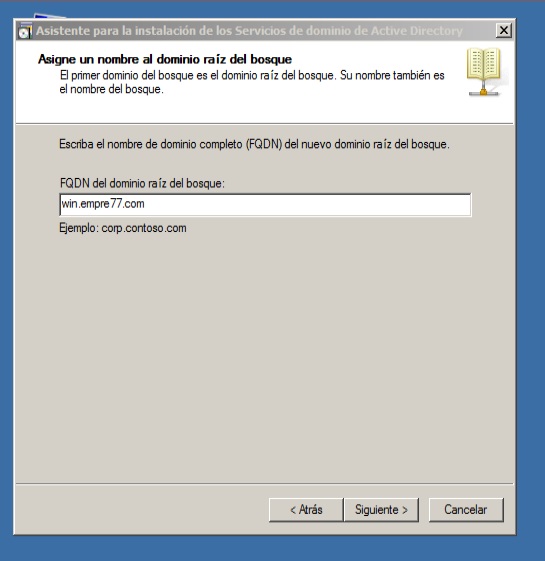 Asistente para la instalación de los Servicios de dominio de Active Directory
Asigne un nombre al dominio raíz del bosque
El primer dominio del bosque es el dominio raíz del bosque. Su nombre también es
el nombre del bosque.
Escriba el nombre de dominio completo (FQDN) del nuevo dominio raíz del bosque.
FQDN del dominio raíz del bosque:
win.empre77.com
Ejemplo: corp.contoso.com
< Atrás
Siguiente >
Cancelar